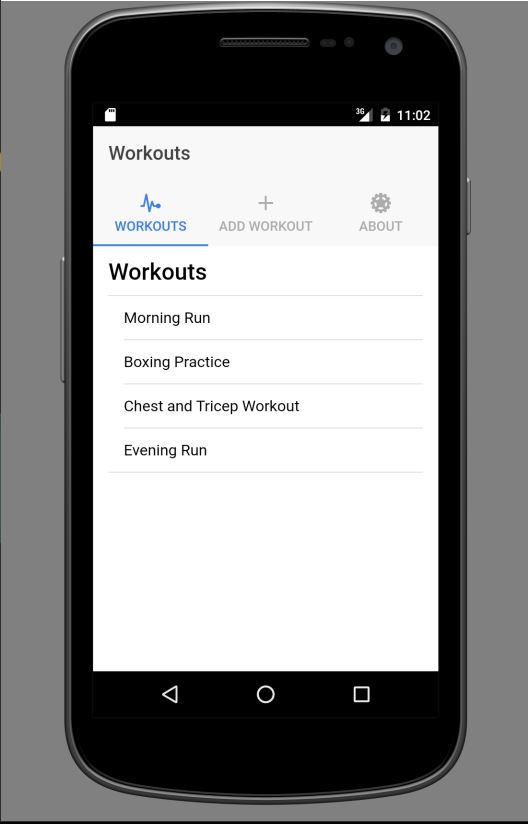 3G 11:02
Workouts
WORKOUTS ADD WORKOUT ABOUT
Workouts
Morning Run
Boxing Practice
Chest and Tricep Workout
Evening Run